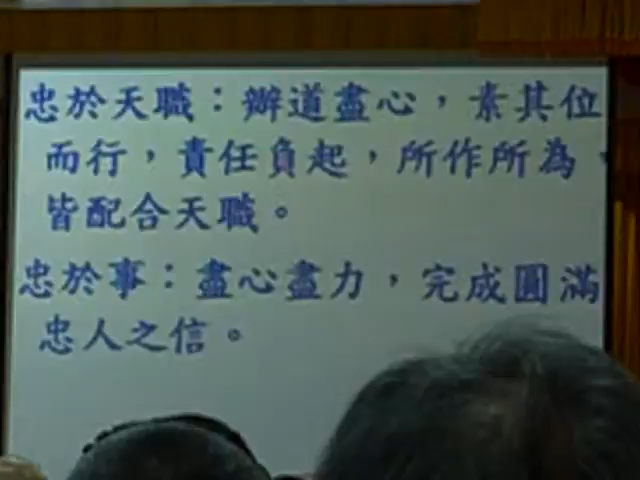 忠於天職：辦道盡心，素其位
而行，責任負起，所作所為，
皆配合天職。
忠於事：盡心盡力，完成圓滿
忠人之信。